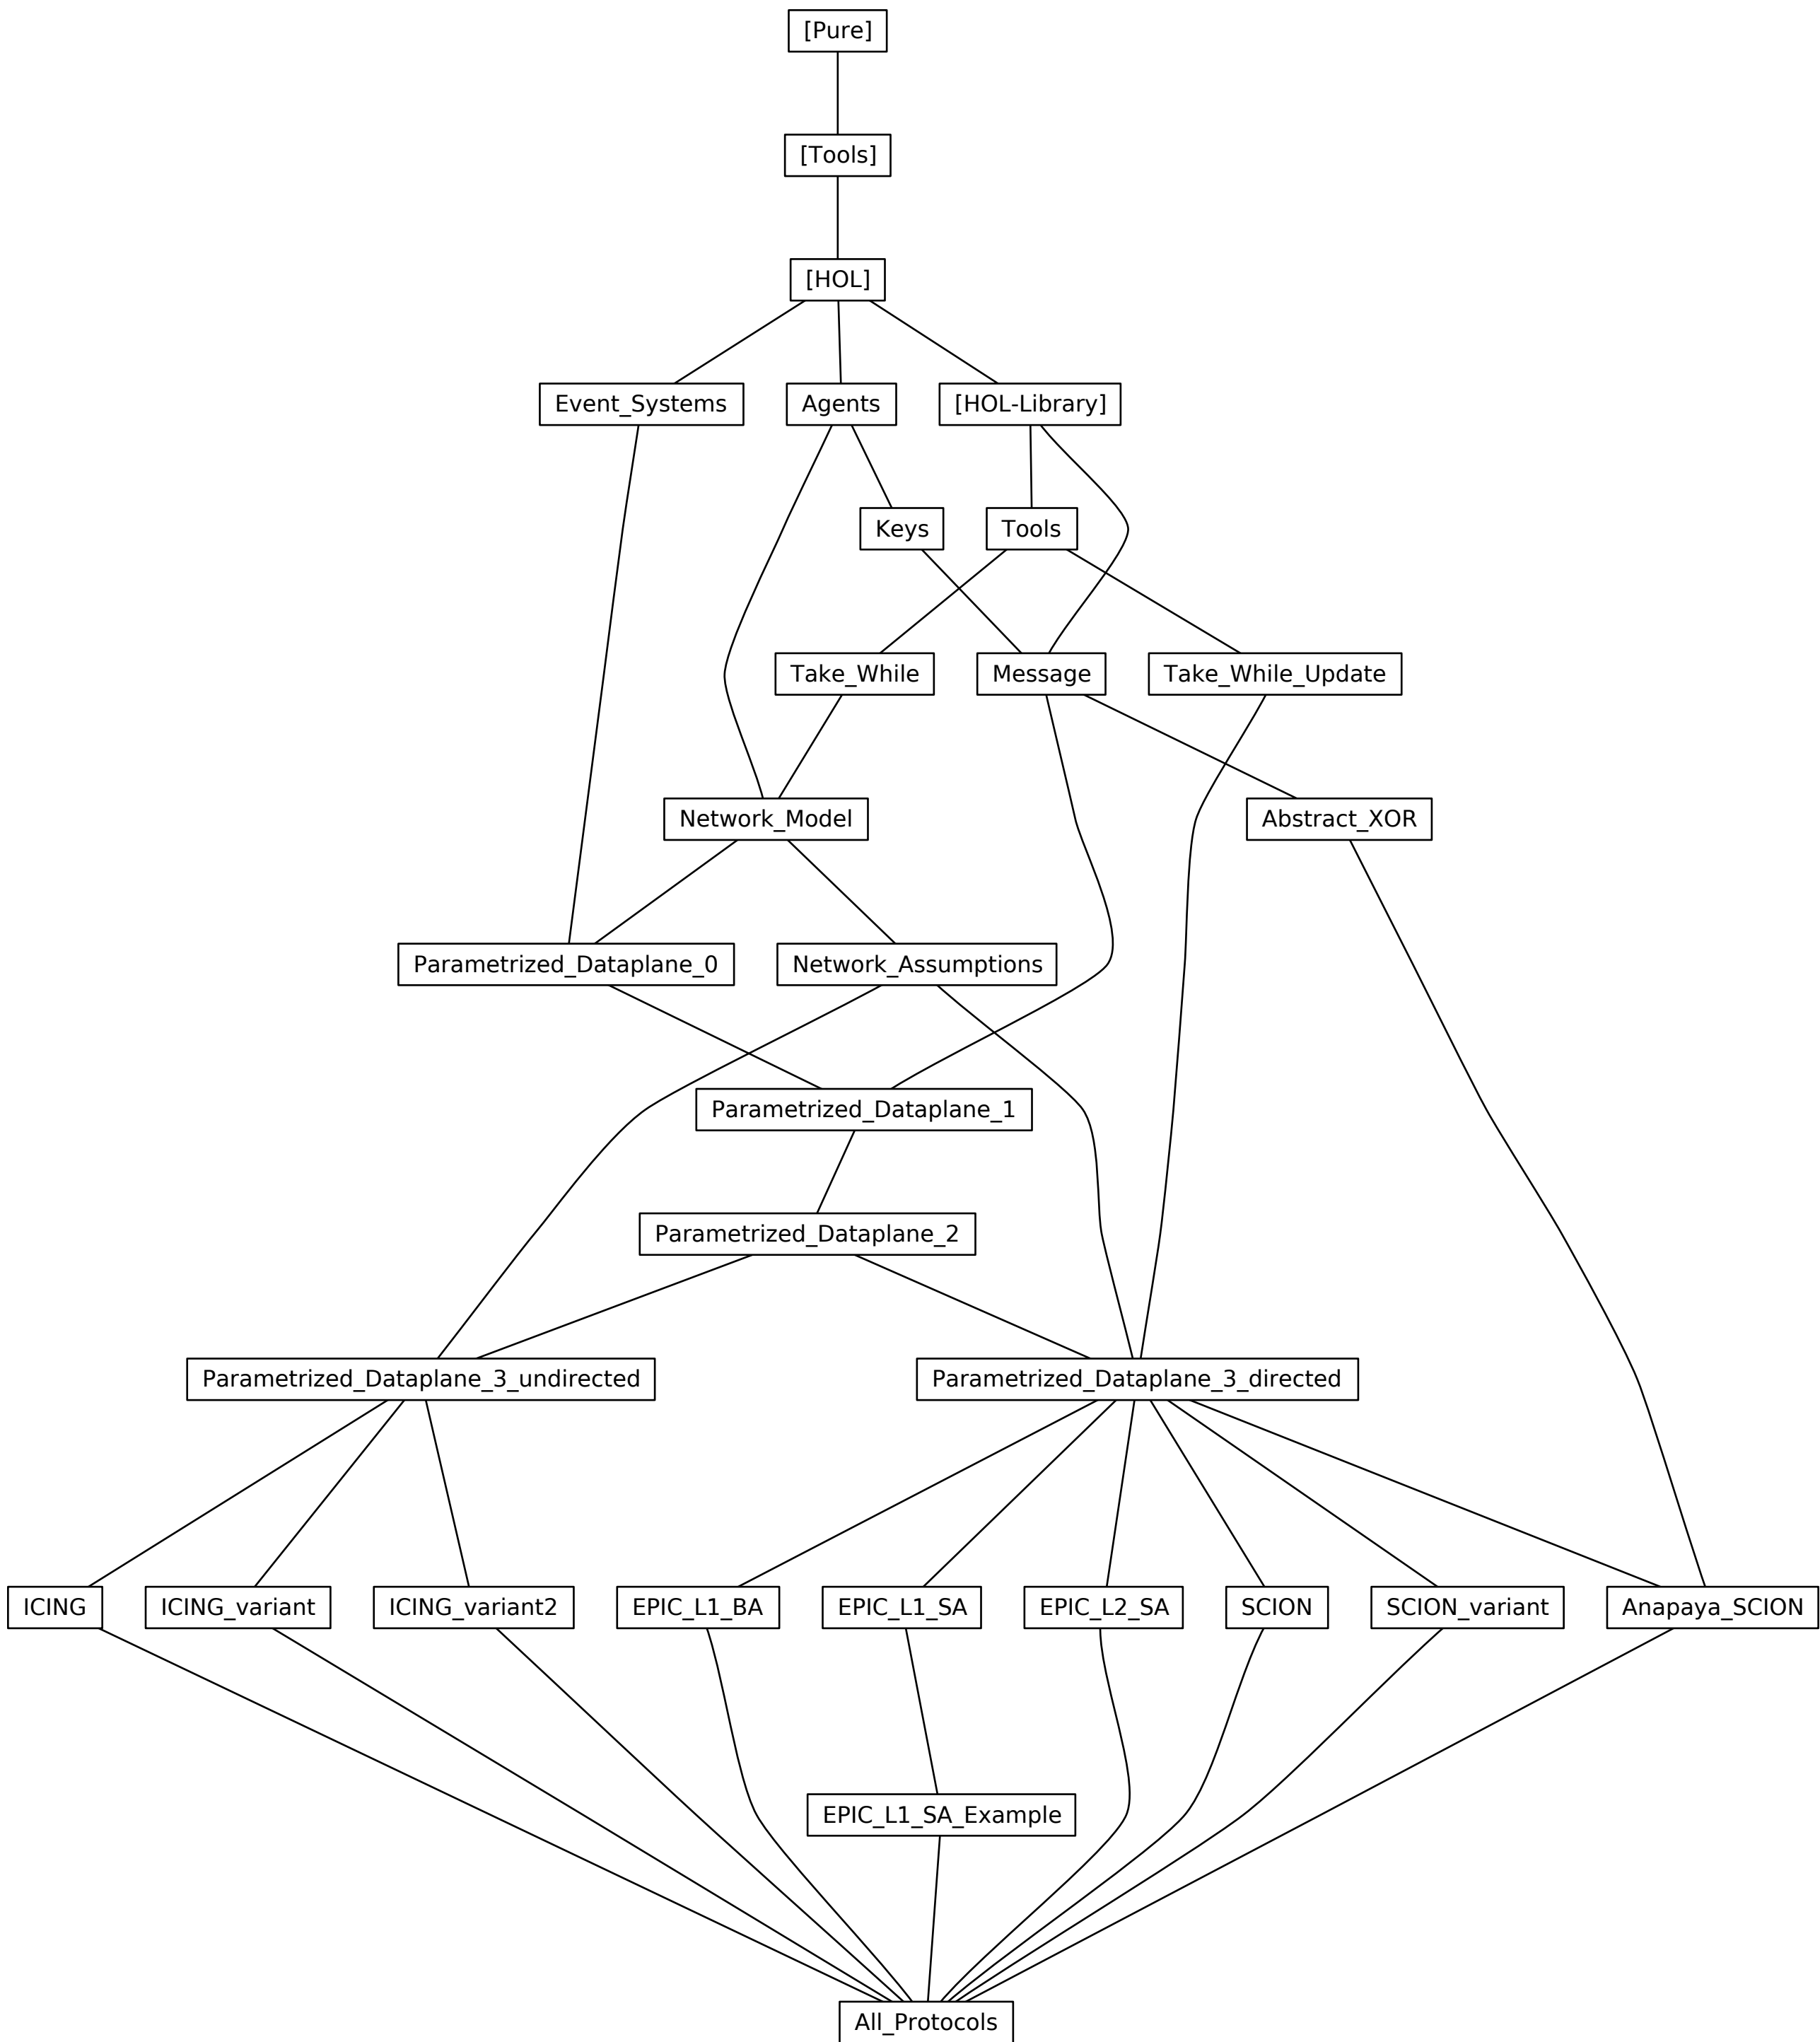 [Pure]
[Tools]
[HOL]
Event_Systems
Agents
[HOL-Library]
Keys
Tools
Take_While
Message
Take_While_Update
Network_Model
Abstract_XOR
Parametrized_Dataplane_0
Network_Assumptions
Parametrized_Dataplane_1
Parametrized_Dataplane_2
Parametrized_Dataplane_3_undirected
Parametrized_Dataplane_3_directed
ICING
ICING_variant
ICING_variant2
EPIC_L1_BA
EPIC_L1_SA
EPIC_L2_SA
SCION
SCION_variant
Anapaya_SCION
EPIC_L1_SA_Example
All_Protocols